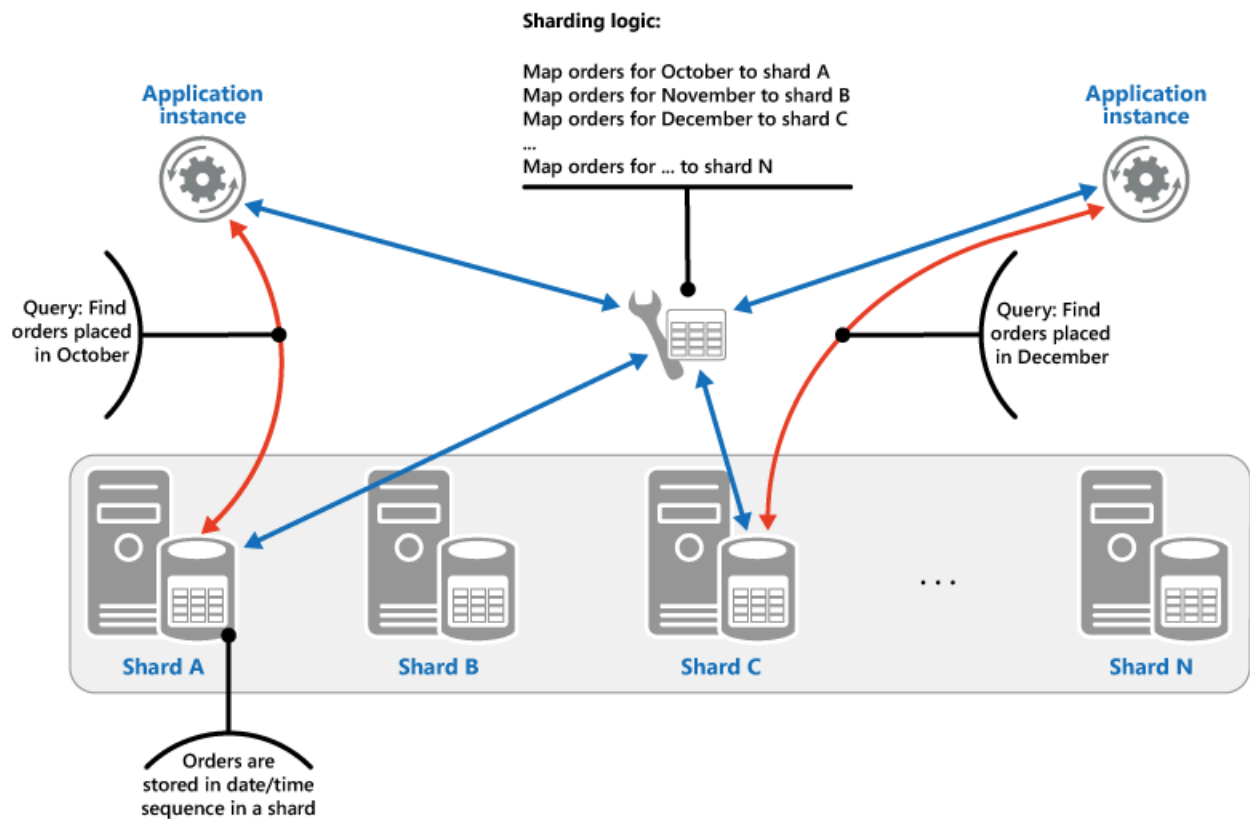 Sharding logic:
Map orders for October to shard A
Map orders for November to shard B
Map orders for December to shard C
...
Map orders for ... to shard N
Application
instance
Application
instance
Query: Find
orders placed
in October
Query: Find
orders placed
in December
...
Shard A
Shard B
Shard C
Shard N
Orders are
stored in date/time
sequence in a shard